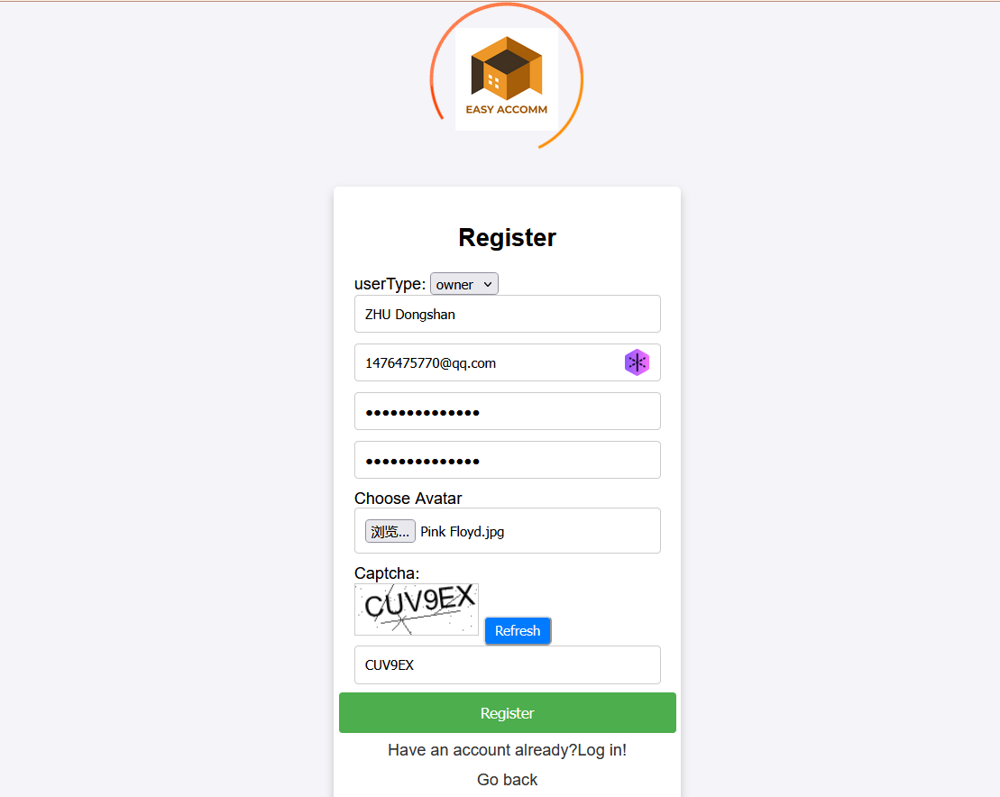 EASY ACCOMM
Register
userType: owner
ZHU Dongshan
1476475770@qq.com
••••••••••••••
••••••••••••••
Choose Avatar
浏览... Pink Floyd.jpg
Captcha:
CUV9EX
Refresh
CUV9EX
Register
Have an account already?Log in!
Go back